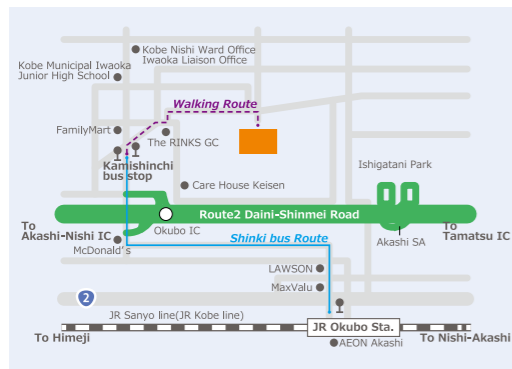 Kobe Nishi Ward Office
Iwaoka Liaison Office
Kobe Municipal Iwaoka
Junior High School
Walking Route
FamilyMart
The RINKS GC
Kamishinchi
bus stop
Ishigatani Park
Care House Keisen
Route2 Daini-Shinmei Road
To
Akashi-Nishi IC
Okubo IC
To
Tamatsu IC
Akashi SA
Shinki bus Route
McDonald's
LAWSON
MaxValu
2
JR Sanyo line(JR Kobe line)
JR Okubo Sta.
To Himeji
To Nishi-Akashi
AEON Akashi